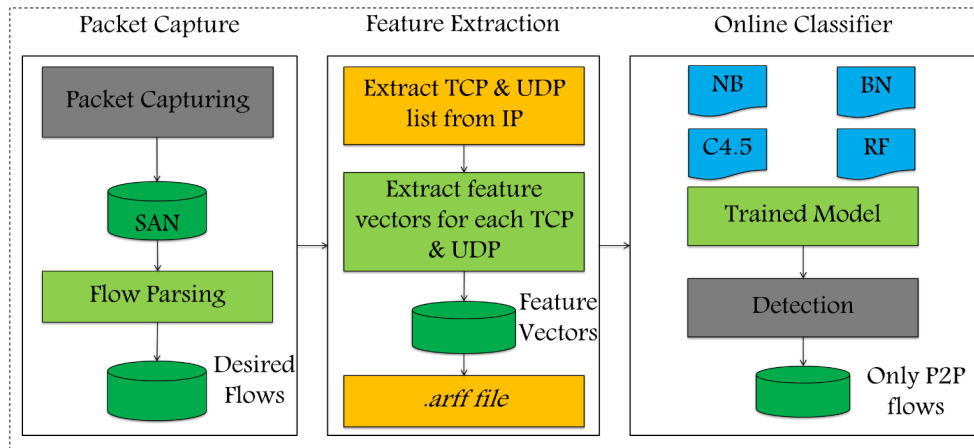 Packet Capture
Packet Capturing
SAN
Flow Parsing
Desired
Flows
Feature Extraction
Extract TCP & UDP
list from IP
Extract feature
vectors for each TCP
& UDP
Feature
Vectors
.arff file
Online Classifier
NB
BN
C4.5
RF
Trained Model
Detection
Only P2P
flows